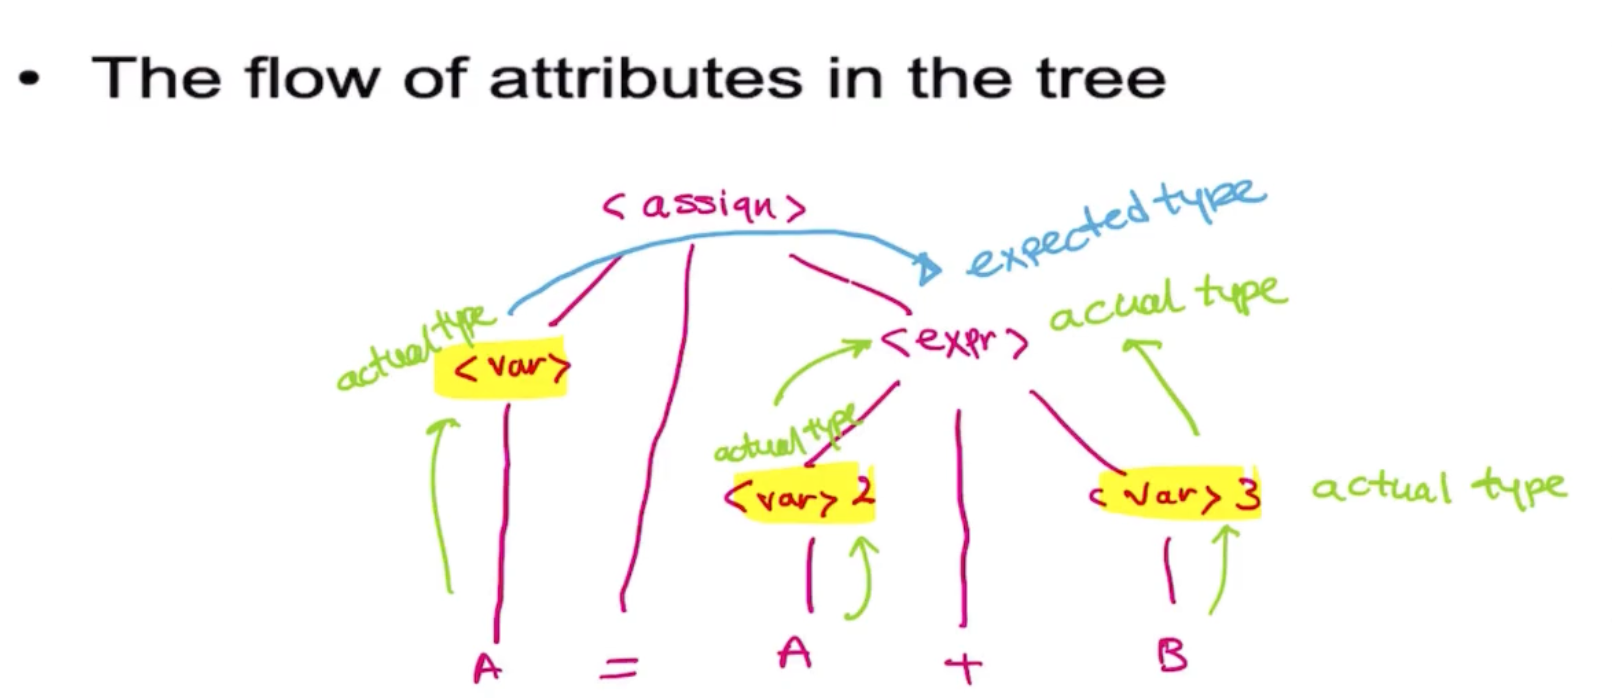 • The flow of attributes in the tree
<assign>
expected type
actual type
<var>
<expr>
acual type
actual type
<var> 2
<var> 3
actual type
A = A + B